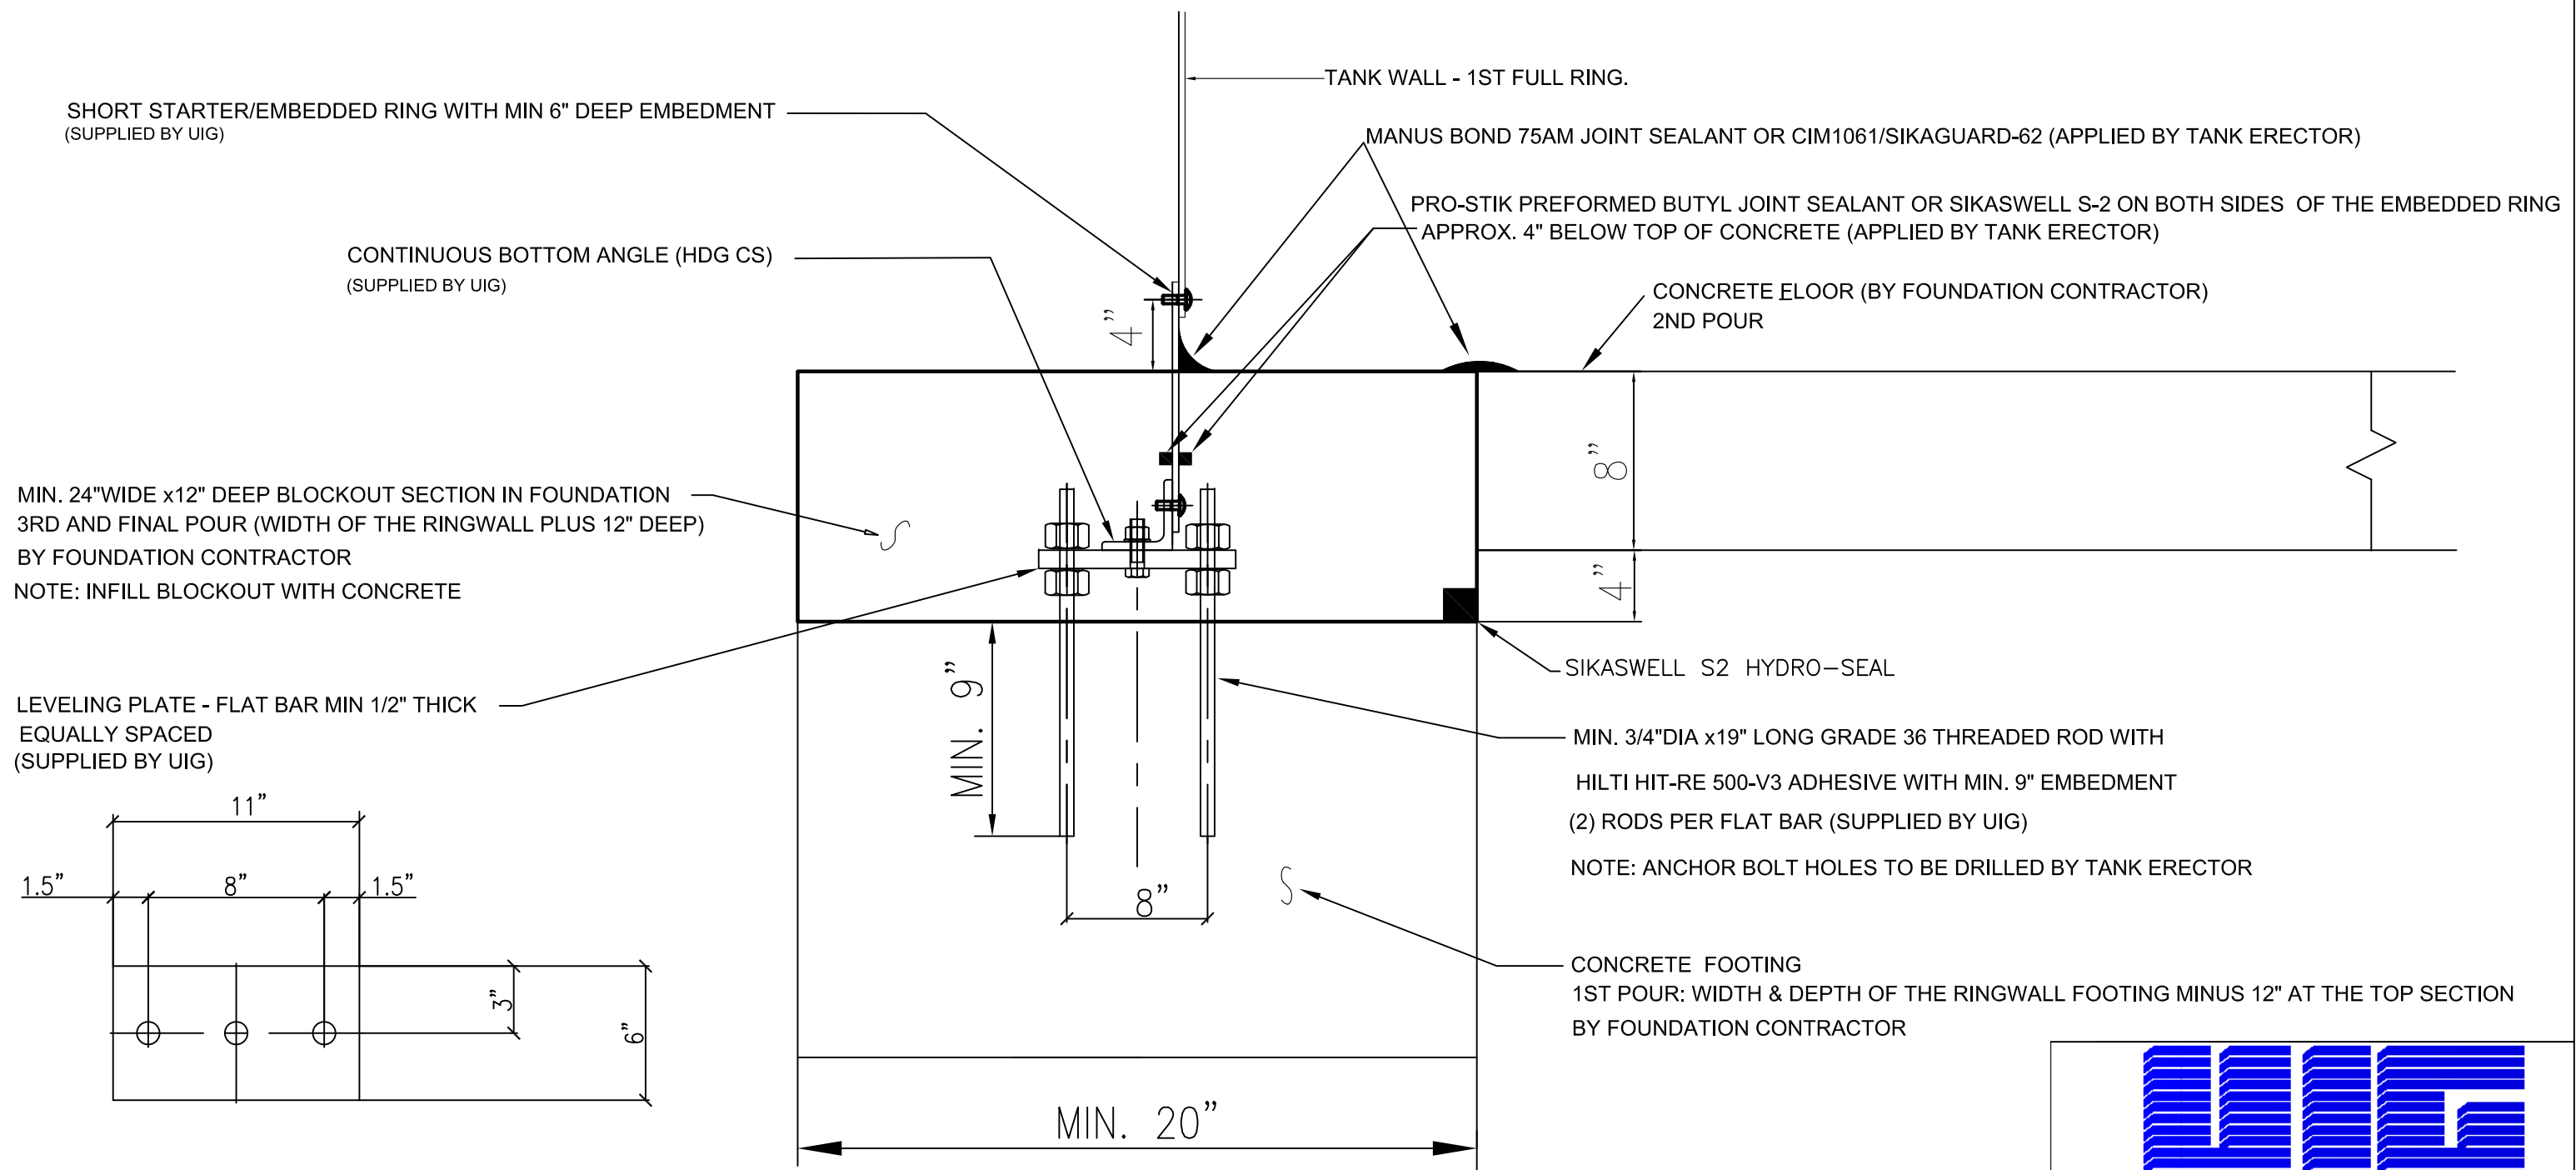 TANK WALL - 1ST FULL RING.
SHORT STARTER/EMBEDDED RING WITH MIN 6" DEEP EMBEDMENT
(SUPPLIED BY UIG)
MANUS BOND 75AM JOINT SEALANT OR CIM1061/SIKAGUARD-62 (APPLIED BY TANK ERECTOR)
PRO-STIK PREFORMED BUTYL JOINT SEALANT OR SIKASWELL S-2 ON BOTH SIDES OF THE EMBEDDED RING
APPROX. 4" BELOW TOP OF CONCRETE (APPLIED BY TANK ERECTOR)
CONTINUOUS BOTTOM ANGLE (HDG CS)
(SUPPLIED BY UIG)
CONCRETE FLOOR (BY FOUNDATION CONTRACTOR)
2ND POUR
4"
8"
4"
MIN. 24"WIDE x12" DEEP BLOCKOUT SECTION IN FOUNDATION
3RD AND FINAL POUR (WIDTH OF THE RINGWALL PLUS 12" DEEP)
BY FOUNDATION CONTRACTOR
NOTE: INFILL BLOCKOUT WITH CONCRETE
SIKASWELL S2 HYDRO-SEAL
MIN. 9"
LEVELING PLATE - FLAT BAR MIN 1/2" THICK
EQUALLY SPACED
(SUPPLIED BY UIG)
MIN. 3/4"DIA x19" LONG GRADE 36 THREADED ROD WITH
HILTI HIT-RE 500-V3 ADHESIVE WITH MIN. 9" EMBEDMENT
(2) RODS PER FLAT BAR (SUPPLIED BY UIG)
NOTE: ANCHOR BOLT HOLES TO BE DRILLED BY TANK ERECTOR
11"
1.5"
8"
1.5"
8"
3"
6"
CONCRETE FOOTING
1ST POUR: WIDTH & DEPTH OF THE RINGWALL FOOTING MINUS 12" AT THE TOP SECTION
BY FOUNDATION CONTRACTOR
MIN. 20"
UIG